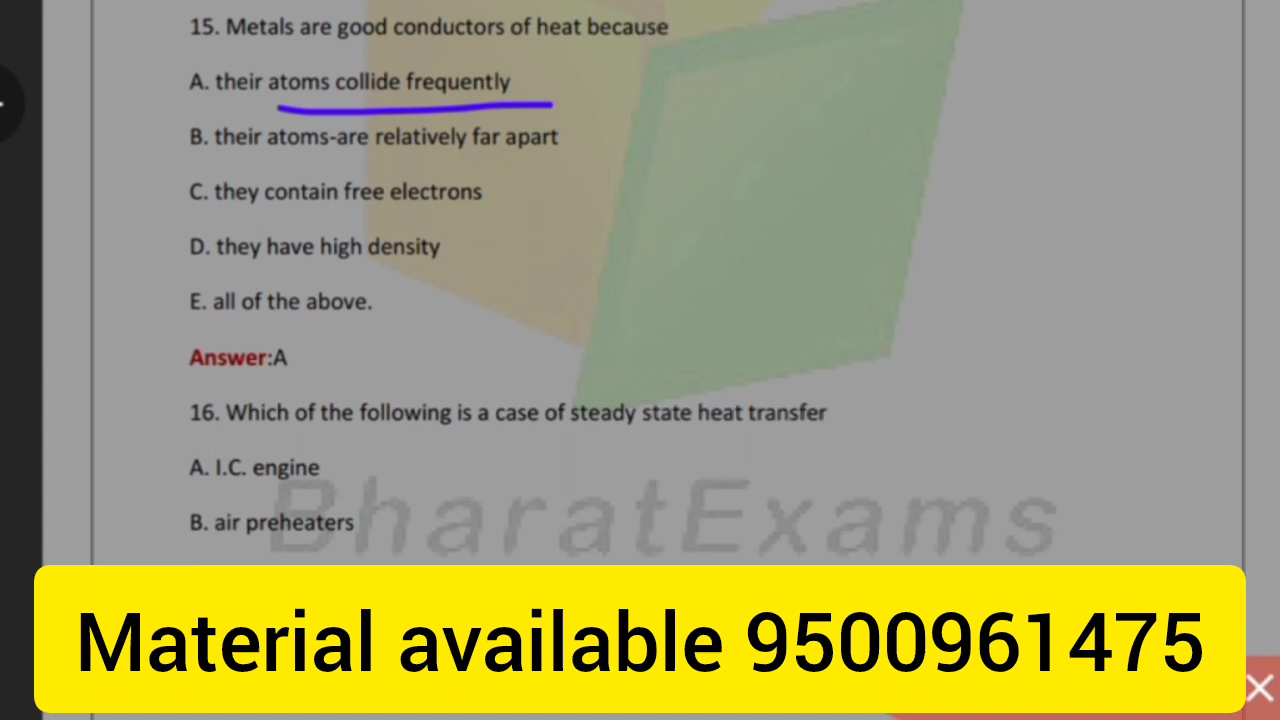 15. Metals are good conductors of heat because
A. their atoms collide frequently
B. their atoms-are relatively far apart
C. they contain free electrons
D. they have high density
E. all of the above.
Answer:A
16. Which of the following is a case of steady state heat transfer
A. I.C. engine
B. air preheaters
BharatExams
Material available 9500961475